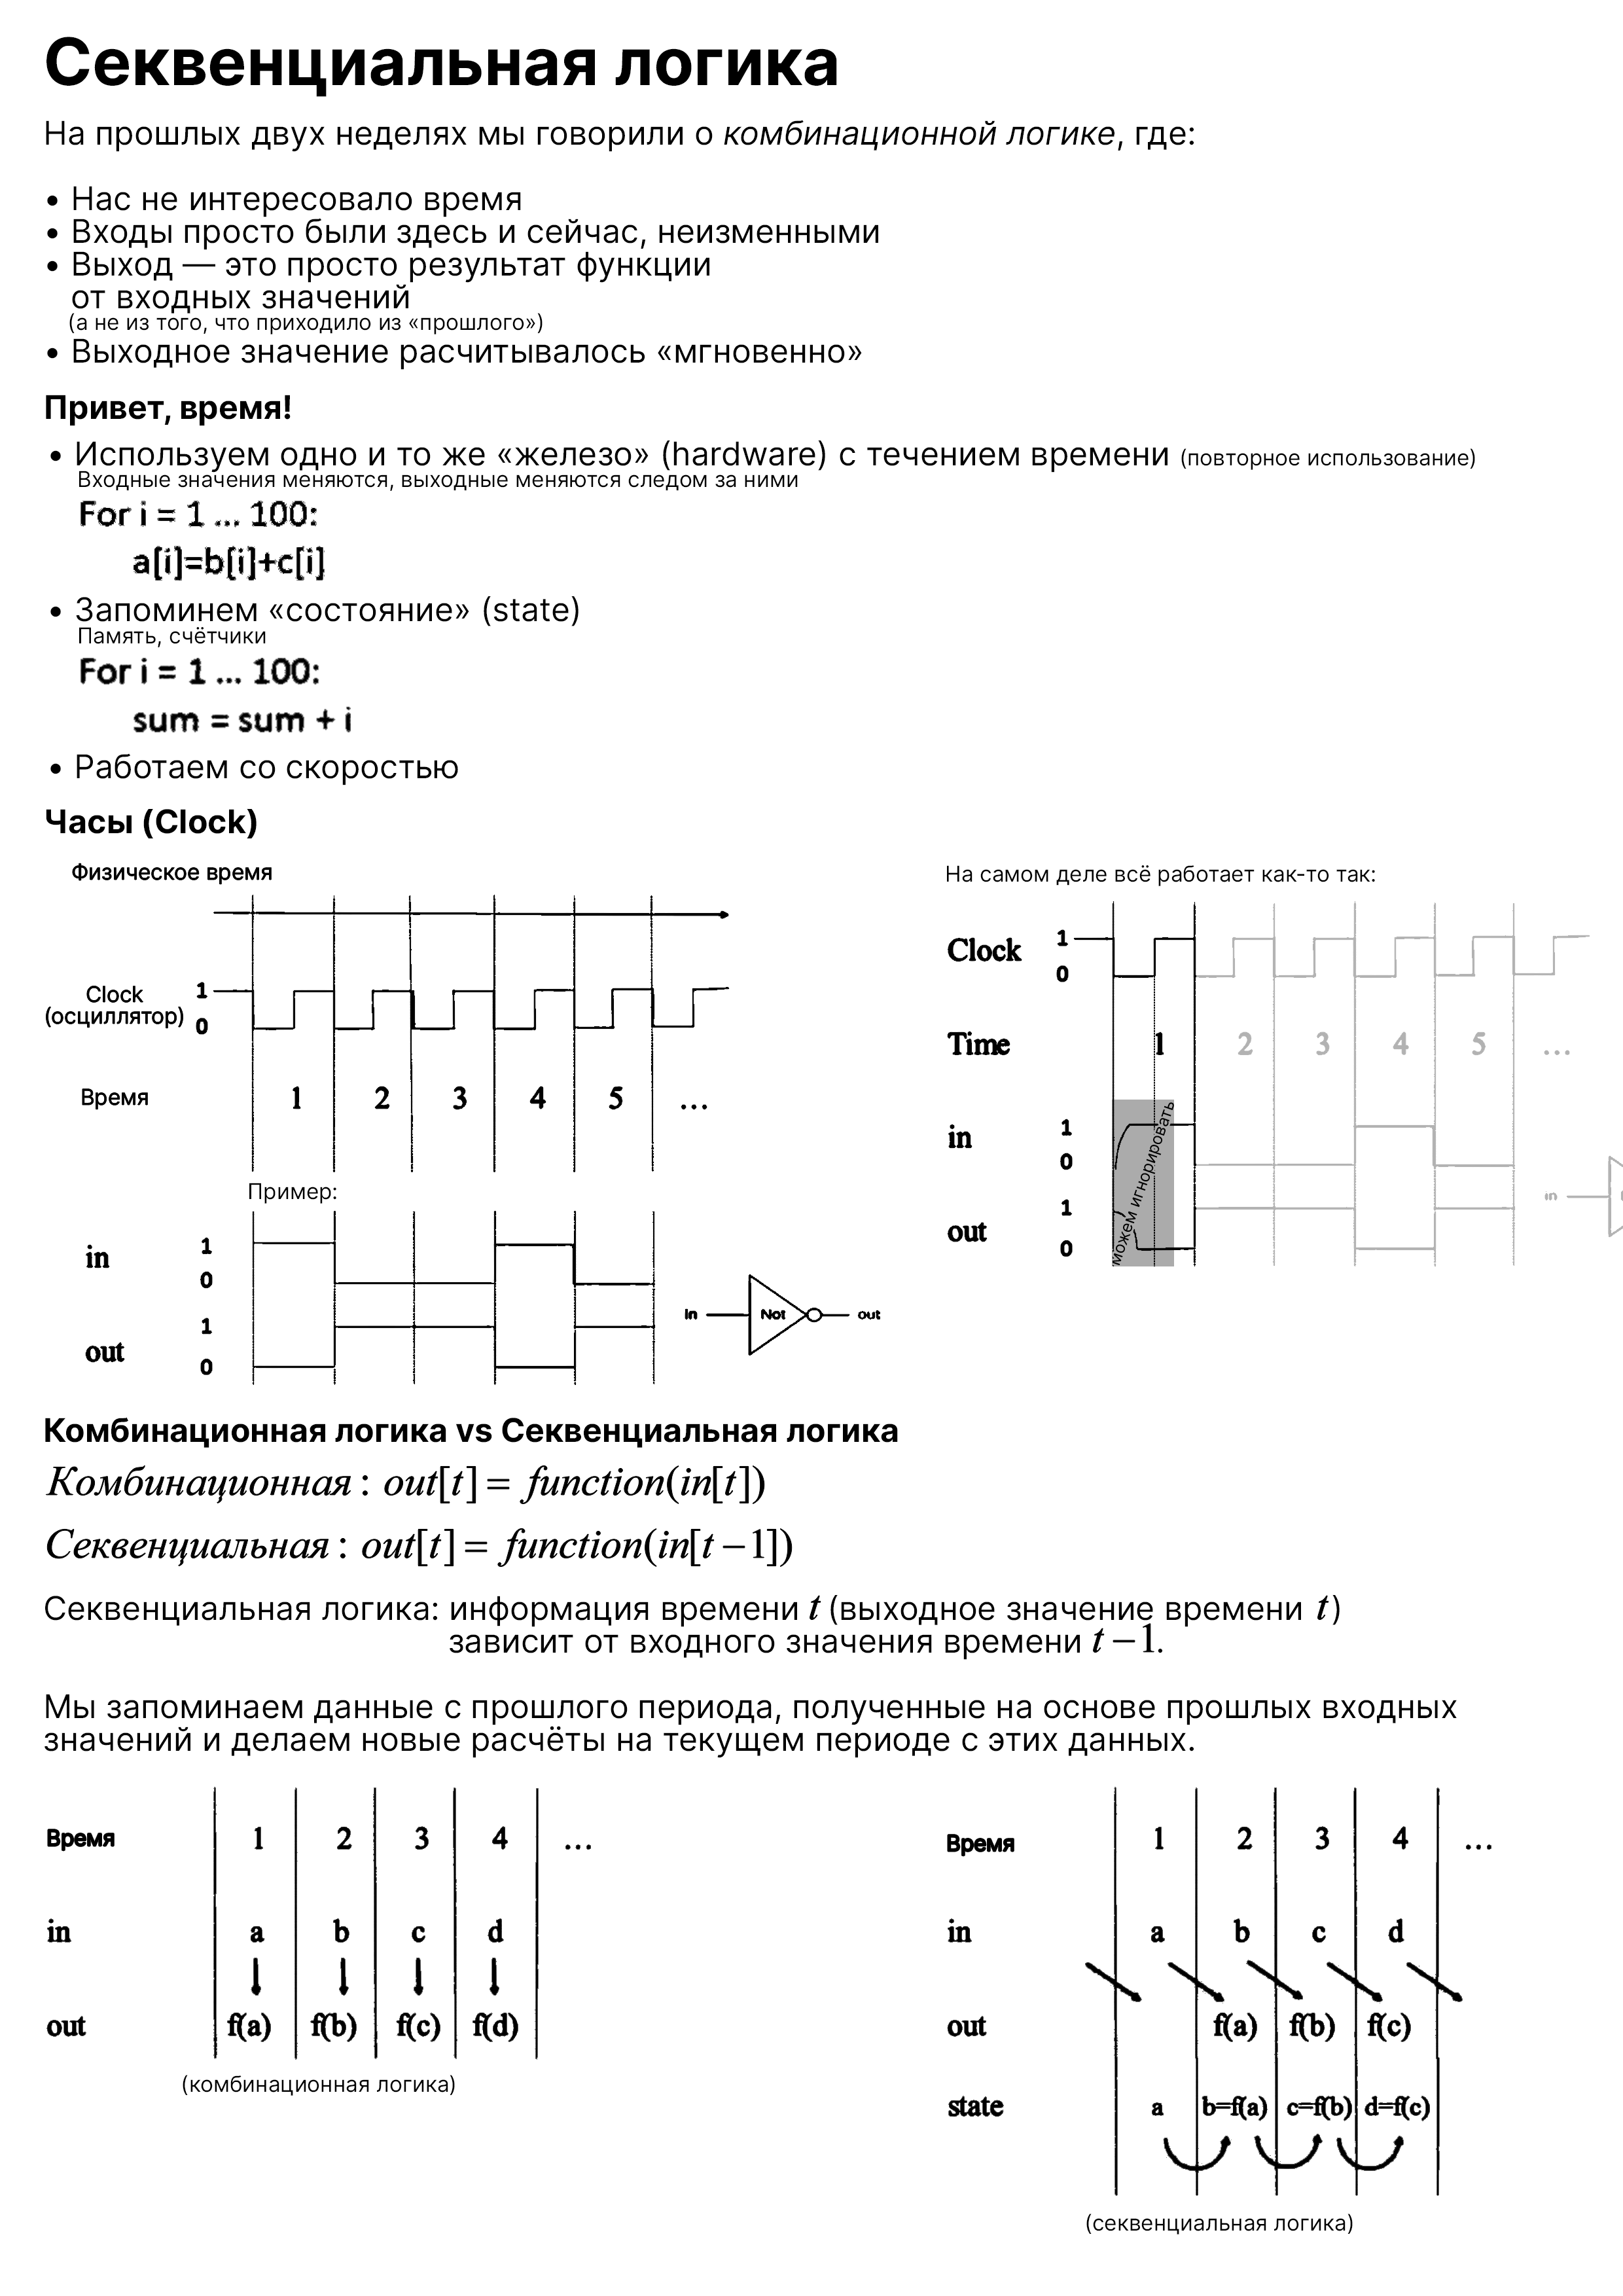 Секвенциальная логика
На прошлых двух неделях мы говорили о комбинационной логике, где:
• Нас не интересовало время
• Входы просто были здесь и сейчас, неизменными
• Выход — это просто результат функции
от входных значений
(а не из того, что приходило из «прошлого»)
• Выходное значение расчитывалось «мгновенно»
Привет, время!
• Используем одно и то же «железо» (hardware) с течением времени (повторное использование)
Входные значения меняются, выходные меняются следом за ними
For i = 1 ... 100:
a[i]=b[i]+c[i]
• Запоминем «состояние» (state)
Память, счётчики
For i = 1 ... 100:
sum = sum + i
• Работаем со скоростью
Часы (Clock)
Физическое время
Clock
(осциллятор)
1
0
Время
1 2 3 4 5 ...
Пример:
in
1
0
out
1
0
In Not out
На самом деле всё работает как-то так:
Clock
1
0
Time
1 2 3 4 5 ...
in
1
0
out
1
0
можем игнорировать
in
Комбинационная логика vs Секвенциальная логика
Комбинационная : out[t] = function(in[t])
Секвенциальная : out[t] = function(in[t −1])
Секвенциальная логика: информация времени t (выходное значение времени t)
зависит от входного значения времени t −1.
Мы запоминаем данные с прошлого периода, полученные на основе прошлых входных
значений и делаем новые расчёты на текущем периоде с этих данных.
Время 1 2 3 4 ...
in a b c d
out f(a) f(b) f(c) f(d)
(комбинационная логика)
Время 1 2 3 4 ...
in a b c d
out f(a) f(b) f(c)
state a b=f(a) c=f(b) d=f(c)
(секвенциальная логика)